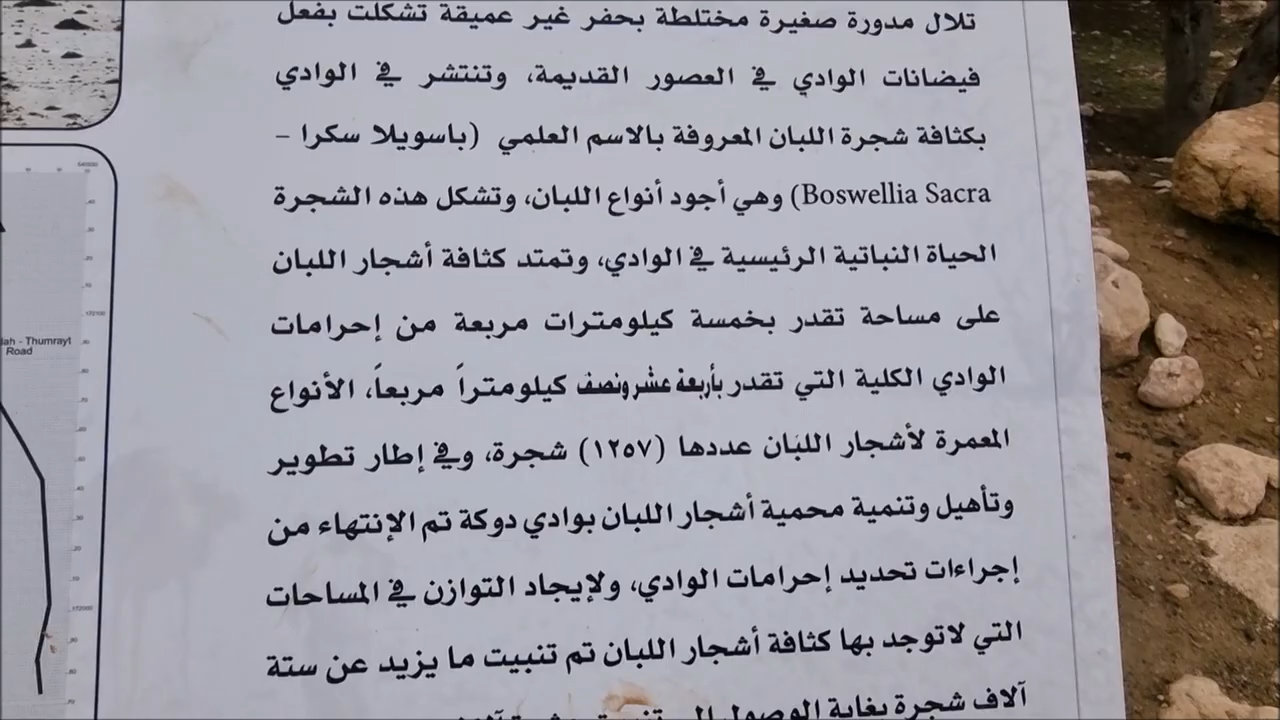 تلال مدورة صغيرة مختلطة بحفر غير عميقة تشكلت بفعل
فيضانات الوادي في العصور القديمة، وتنتشر في الوادي
بكثافة شجرة اللبان المعروفة بالاسم العلمي (باسويلا سكرا –
Boswellia Sacra) وهي أجود أنواع اللبان، وتشكل هذه الشجرة
الحياة النباتية الرئيسية في الوادي، وتمتد كثافة أشجار اللبان
على مساحة تقدر بخمسة كيلومترات مربعة من إحرامات
الوادي الكلية التي تقدر بأربعة عشر ونصف كيلومتراً مربعاً، الأنواع
المعمرة لأشجار اللبان عددها (١٢٥٧) شجرة، وفي إطار تطوير
وتأهيل وتنمية محمية أشجار اللبان بوادي دوكة تم الإنتهاء من
إجراءات تحديد إحرامات الوادي، ولإيجاد التوازن في المساحات
التي لاتوجد بها كثافة أشجار اللبان تم تنبيت ما يزيد عن ستة
آلاف شجرة بغاية الوصول إلى
lah - Thumrayt
Road